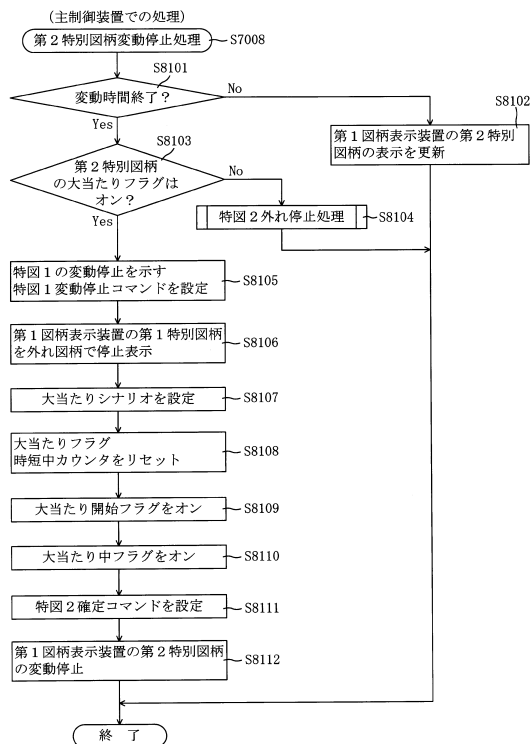 (主制御装置での処理)
第2特別図柄変動停止処理
S7008
S8101
変動時間終了?
No
Yes
S8102
第1図柄表示装置の第2特別
図柄の表示を更新
S8103
第2特別図柄
の大当たりフラグは
オン?
No
Yes
特図2外れ停止処理
S8104
特図1の変動停止を示す
特図1変動停止コマンドを設定
S8105
第1図柄表示装置の第1特別図柄
を外れ図柄で停止表示
S8106
大当たりシナリオを設定
S8107
大当たりフラグ
時短中カウンタをリセット
S8108
大当たり開始フラグをオン
S8109
大当たり中フラグをオン
S8110
特図2確定コマンドを設定
S8111
第1図柄表示装置の第2特別図柄
の変動停止
S8112
終 了